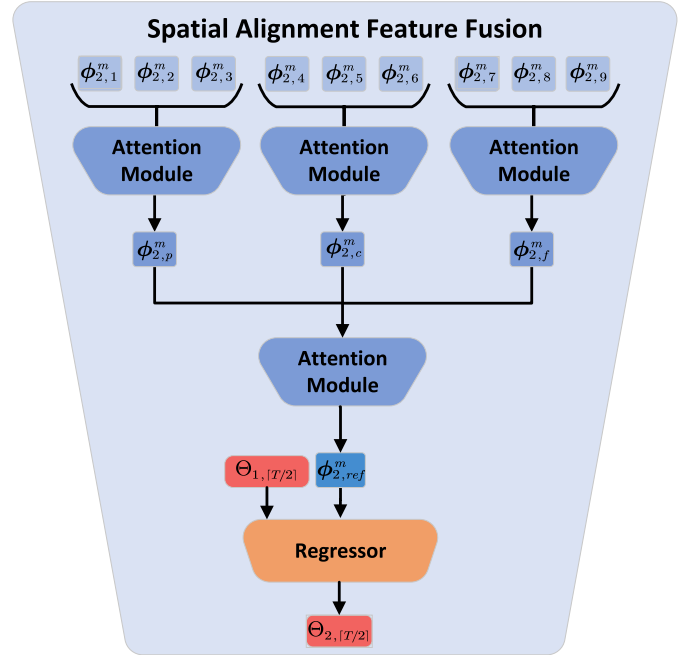 Spatial Alignment Feature Fusion
ϕ^m_{2,1} ϕ^m_{2,2} ϕ^m_{2,3} ϕ^m_{2,4} ϕ^m_{2,5} ϕ^m_{2,6} ϕ^m_{2,7} ϕ^m_{2,8} ϕ^m_{2,9}
Attention
Module
Attention
Module
Attention
Module
ϕ^m_{2,p} ϕ^m_{2,c} ϕ^m_{2,f}
Attention
Module
Θ_{1,⌈T/2⌉} ϕ^m_{2,ref}
Regressor
Θ_{2,⌈T/2⌉}